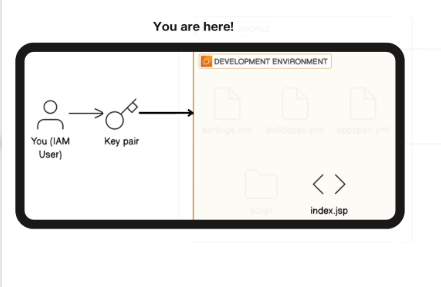 You are here!
PROFILE
DEVELOPMENT ENVIRONMENT
settings.xml
buildspec.yml
appspec.yml
You (IAM
User)
Key pair
script
index.jsp